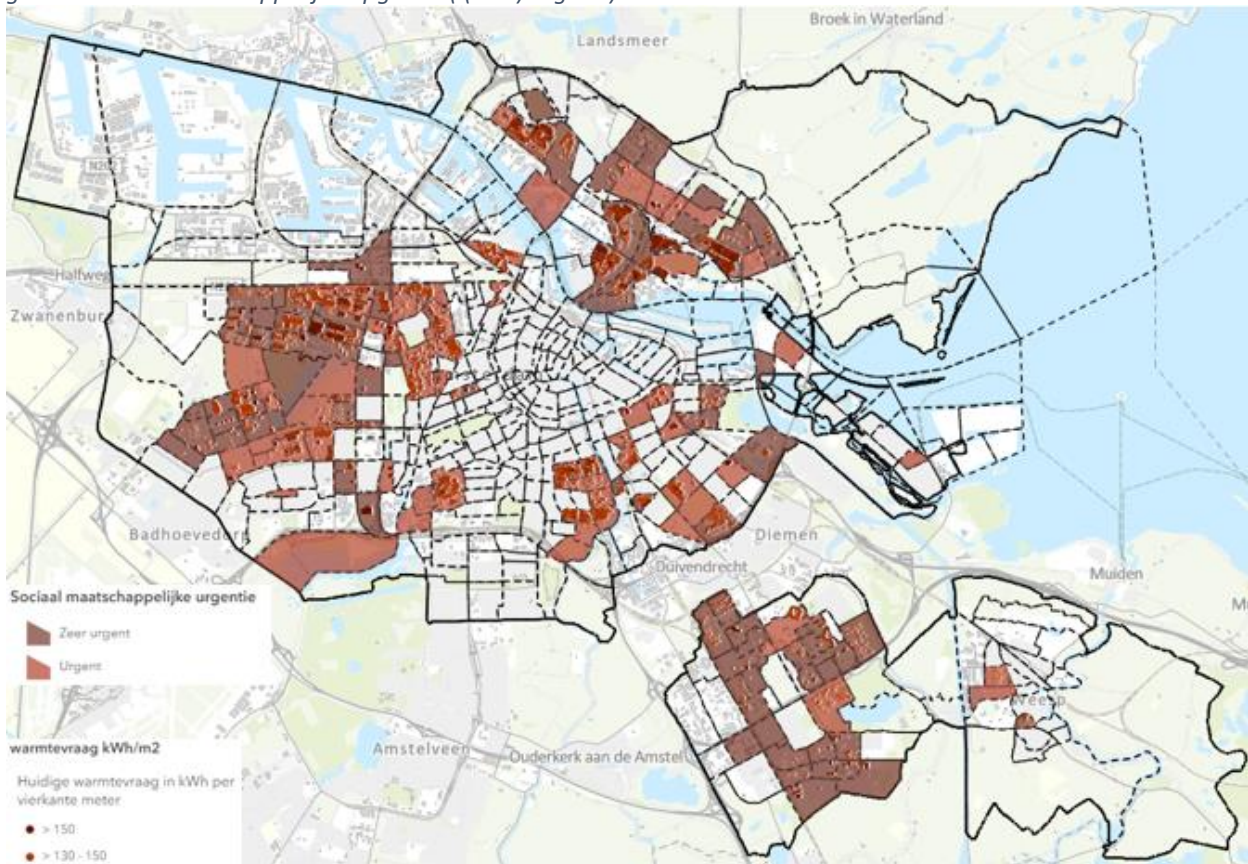 Broek in Waterland
Landsmeer
N202
Halfweg
Zwanenburg
Badhoevedorp
Diemen
Duivendrecht
Muiden
Weesp
Amstelveen
Ouderkerk aan de Amstel
Sociaal maatschappelijke urgentie
Zeer urgent
Urgent
warmtevraag kWh/m2
Huidige warmtevraag in kWh per
vierkante meter
> 150
> 130 - 150